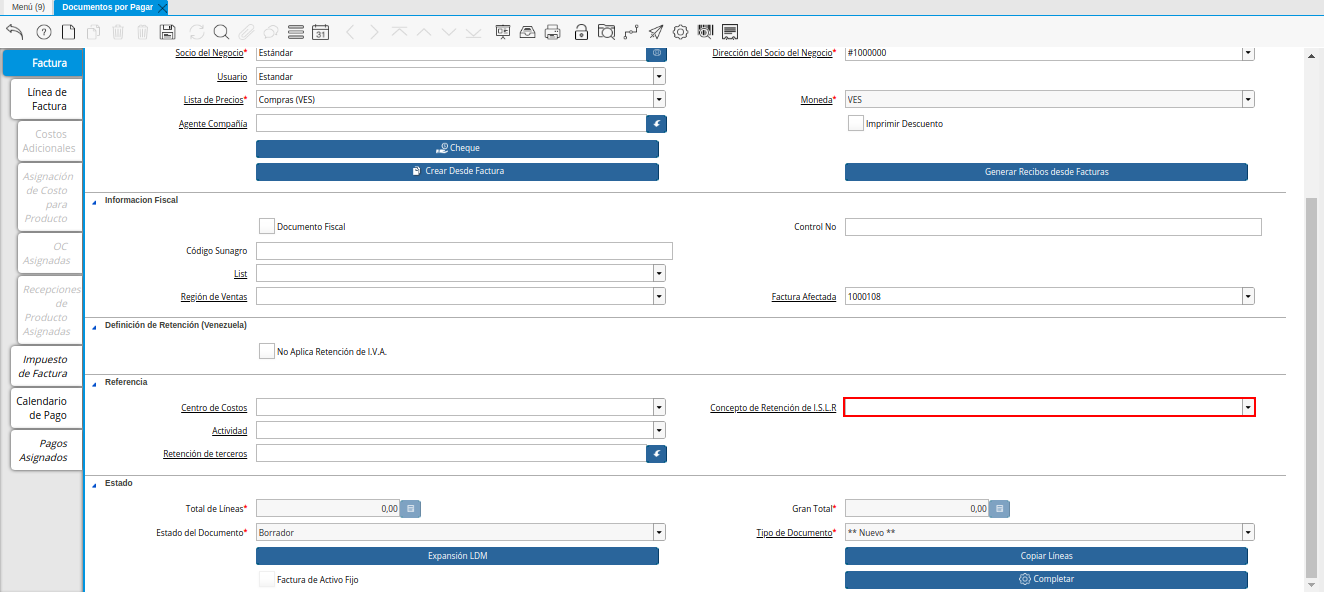 Menú (9)
Documentos por Pagar
31
Factura
Línea de
Factura
Costos
Adicionales
Asignación
de Costo
para
Producto
OC
Asignadas
Recepciones
de
Producto
Asignadas
Impuesto
de Factura
Calendario
de Pago
Pagos
Asignados
Socio del Negocio* Estándar
Dirección del Socio del Negocio* #1000000
Usuario Estandar
Lista de Precios* Compras (VES)
Moneda* VES
Agente Compañía
Imprimir Descuento
Cheque
Crear Desde Factura
Generar Recibos desde Facturas
Informacion Fiscal
Documento Fiscal
Control No
Código Sunagro
List
Región de Ventas
Factura Afectada 1000108
Definición de Retención (Venezuela)
No Aplica Retención de I.V.A.
Referencia
Centro de Costos
Concepto de Retención de I.S.L.R
Actividad
Retención de terceros
Estado
Total de Líneas* 0,00
Gran Total* 0,00
Estado del Documento* Borrador
Tipo de Documento* ** Nuevo **
Expansión LDM
Copiar Líneas
Factura de Activo Fijo
Completar